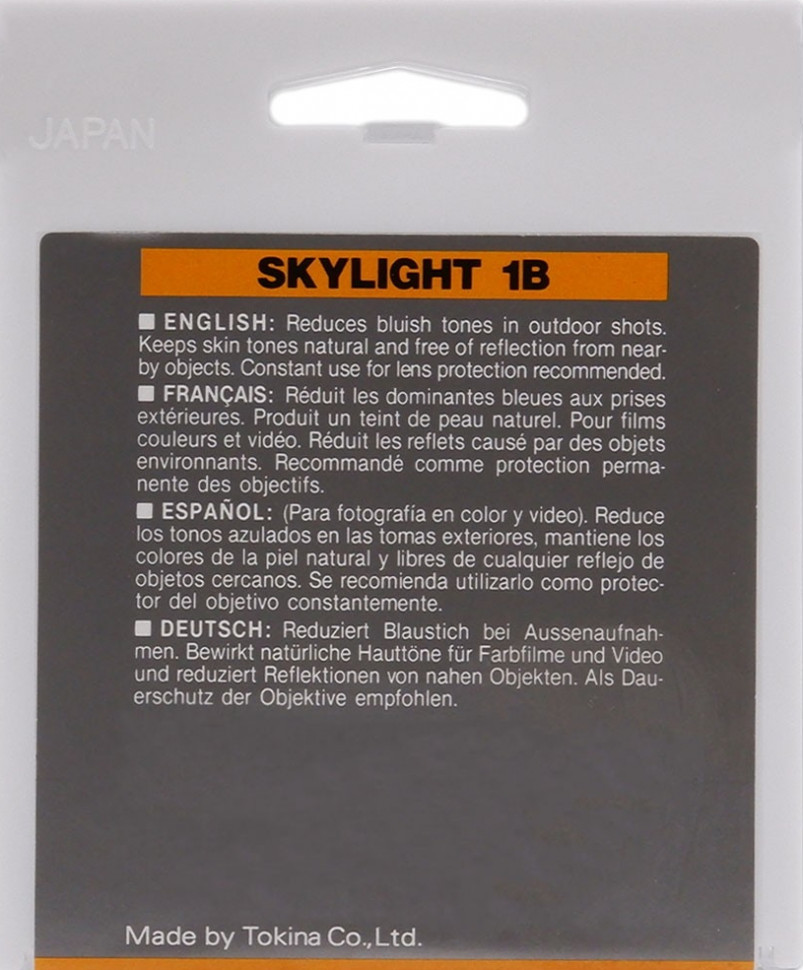 JAPAN
SKYLIGHT 1B
■ ENGLISH: Reduces bluish tones in outdoor shots.
Keeps skin tones natural and free of reflection from near-
by objects. Constant use for lens protection recommended.
■ FRANÇAIS: Réduit les dominantes bleues aux prises
extérieures. Produit un teint de peau naturel. Pour films
couleurs et vidéo. Réduit les reflets causé par des objets
environnants. Recommandé comme protection perma-
nente des objectifs.
■ ESPAÑOL: (Para fotografía en color y video). Reduce
los tonos azulados en las tomas exteriores, mantiene los
colores de la piel natural y libres de cualquier reflejo de
objetos cercanos. Se recomienda utilizarlo como protec-
tor del objetivo constantemente.
■ DEUTSCH: Reduziert Blaustich bei Aussenaufnah-
men. Bewirkt natürliche Hauttöne für Farbfilme und Video
und reduziert Reflektionen von nahen Objekten. Als Dau-
erschutz der Objektive empfohlen.
Made by Tokina Co.,Ltd.